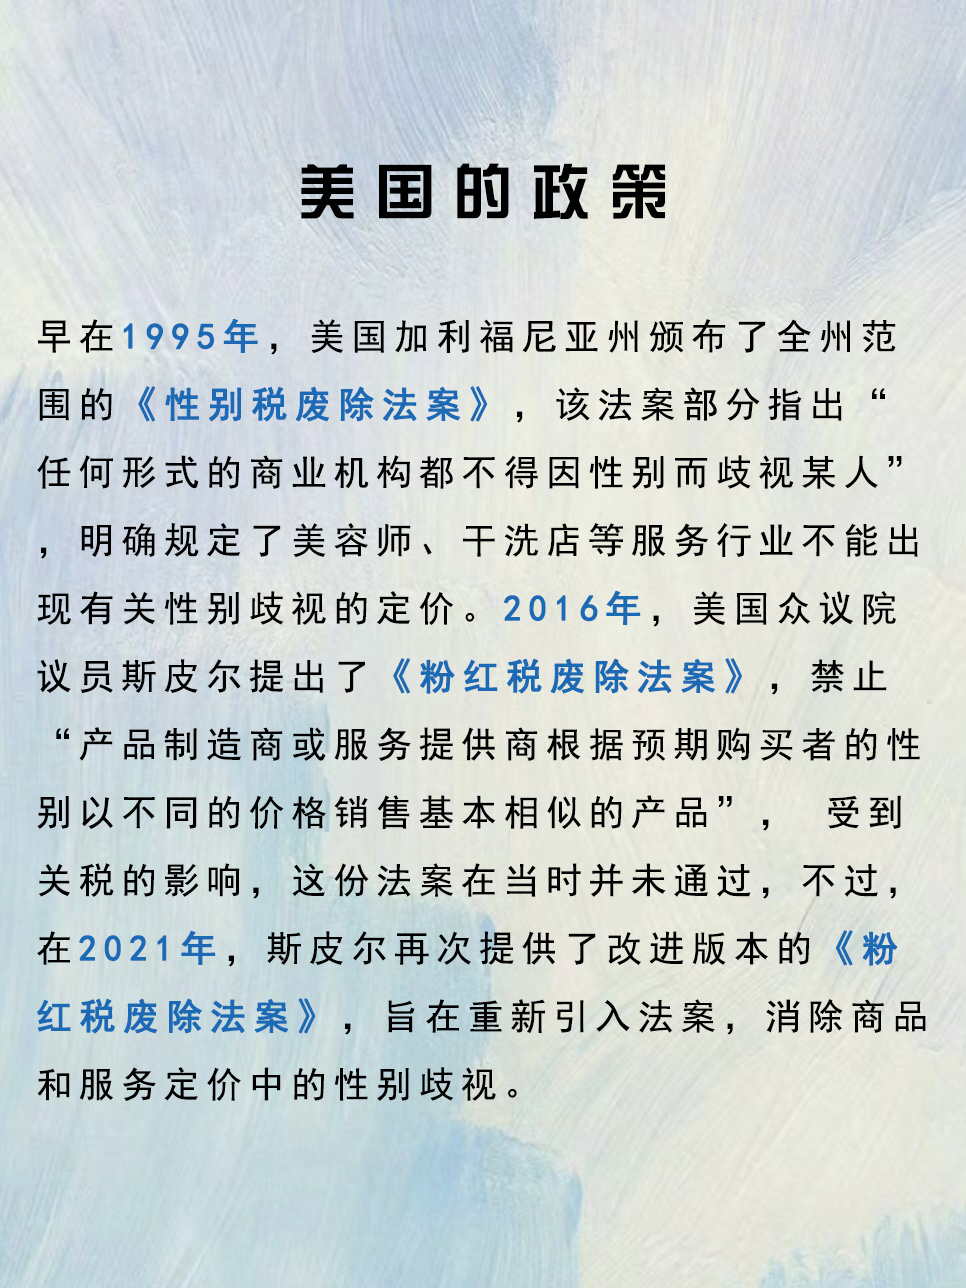 美国的政策
早在1995年，美国加利福尼亚州颁布了全州范
围的《性别税废除法案》，该法案部分指出“
任何形式的商业机构都不得因性别而歧视某人”
，明确规定了美容师、干洗店等服务行业不能出
现有关性别歧视的定价。2016年，美国众议院
议员斯皮尔提出了《粉红税废除法案》，禁止
“产品制造商或服务提供商根据预期购买者的性
别以不同的价格销售基本相似的产品”， 受到
关税的影响，这份法案在当时并未通过，不过，
在2021年，斯皮尔再次提供了改进版本的《粉
红税废除法案》，旨在重新引入法案，消除商品
和服务定价中的性别歧视。